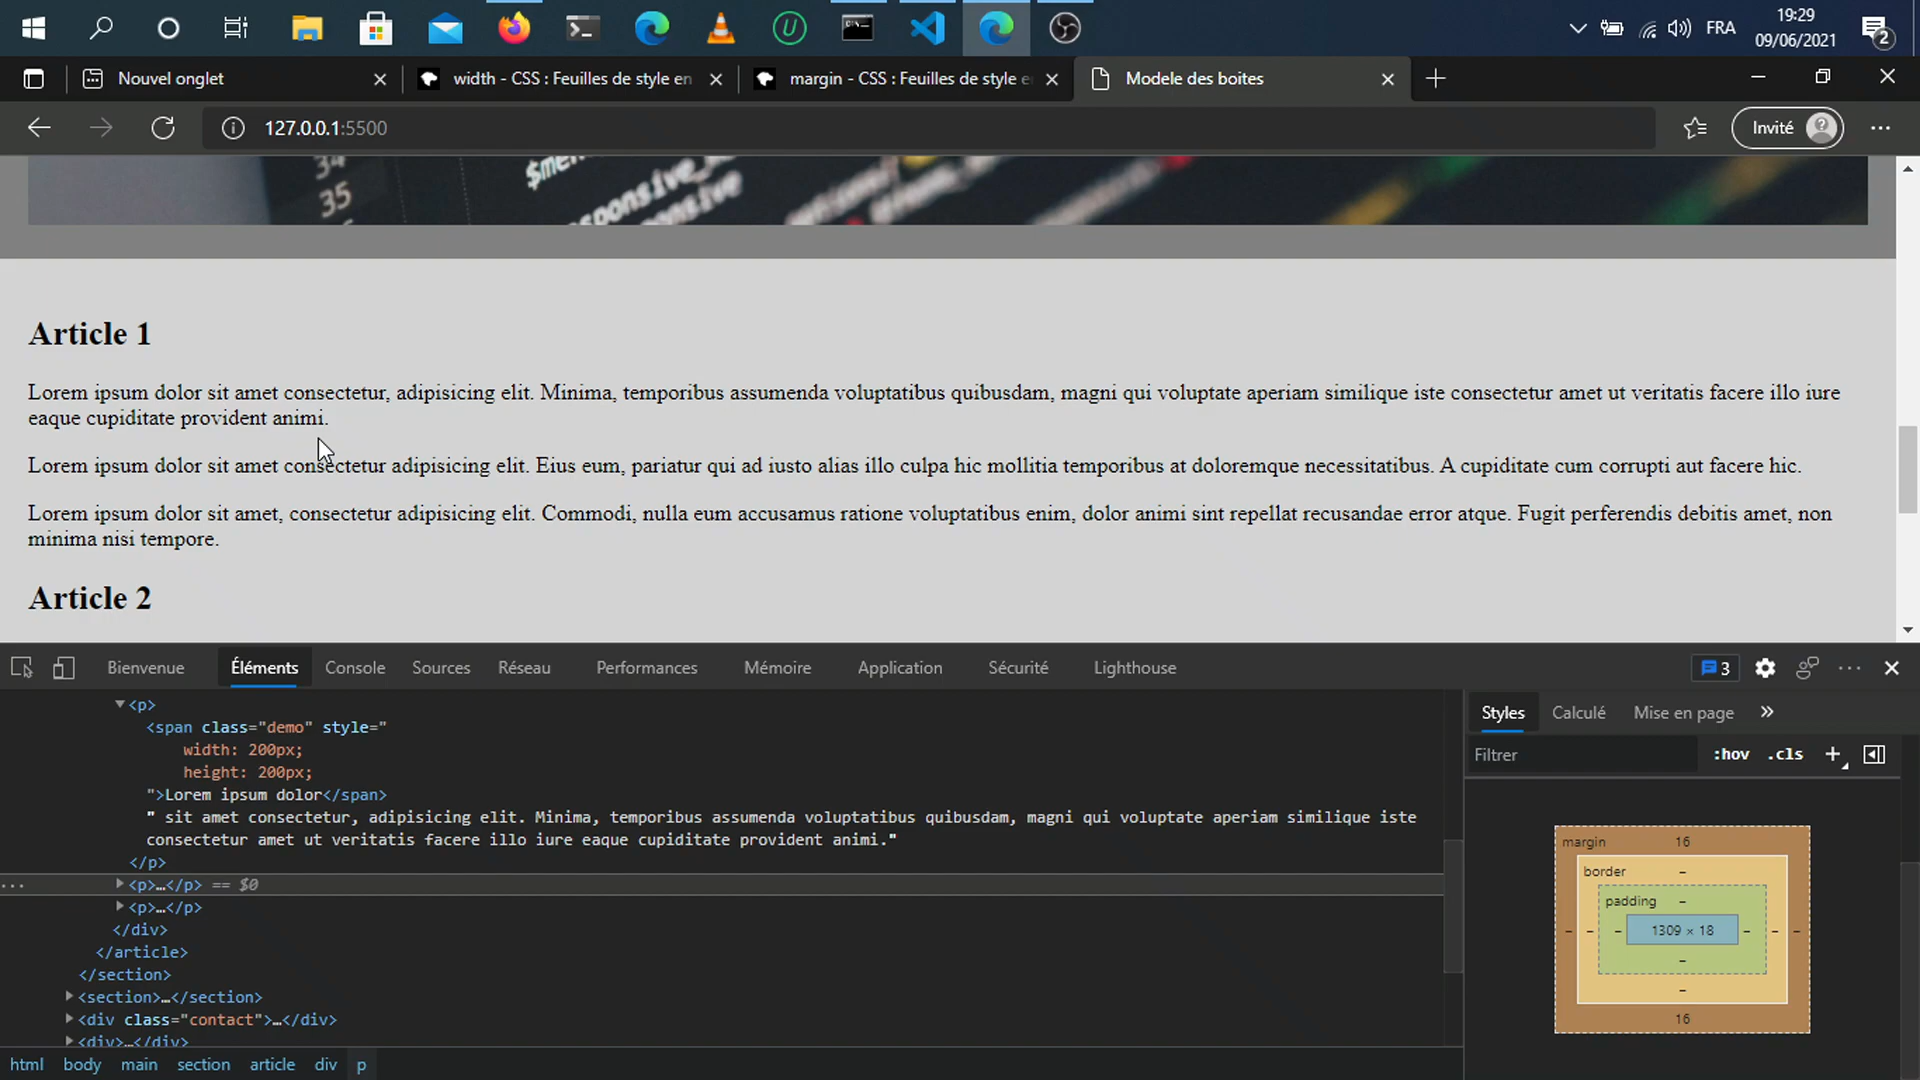 19:29
FRA
09/06/2021
2
Nouvel onglet
width - CSS : Feuilles de style en
margin - CSS : Feuilles de style e
Modele des boites
127.0.0.1:5500
Invité
34
35
Article 1
Lorem ipsum dolor sit amet consectetur, adipisicing elit. Minima, temporibus assumenda voluptatibus quibusdam, magni qui voluptate aperiam similique iste consectetur amet ut veritatis facere illo iure
eaque cupiditate provident animi.
Lorem ipsum dolor sit amet consectetur adipisicing elit. Eius eum, pariatur qui ad iusto alias illo culpa hic mollitia temporibus at doloremque necessitatibus. A cupiditate cum corrupti aut facere hic.
Lorem ipsum dolor sit amet, consectetur adipisicing elit. Commodi, nulla eum accusamus ratione voluptatibus enim, dolor animi sint repellat recusandae error atque. Fugit perferendis debitis amet, non
minima nisi tempore.
Article 2
Bienvenue
Éléments
Console
Sources
Réseau
Performances
Mémoire
Application
Sécurité
Lighthouse
3
<p>
<span class="demo" style="
width: 200px;
height: 200px;
">Lorem ipsum dolor</span>
" sit amet consectetur, adipisicing elit. Minima, temporibus assumenda voluptatibus quibusdam, magni qui voluptate aperiam similique iste
consectetur amet ut veritatis facere illo iure eaque cupiditate provident animi."
</p>
... <p>…</p> == $0
<p>…</p>
</div>
</article>
</section>
<section>…</section>
<div class="contact">…</div>
<div>…</div>
html body main section article div p
Styles
Calculé
Mise en page
Filtrer
:hov
.cls
margin
16
border
–
padding
–
– – – 1309 × 18 – – –
–
–
16